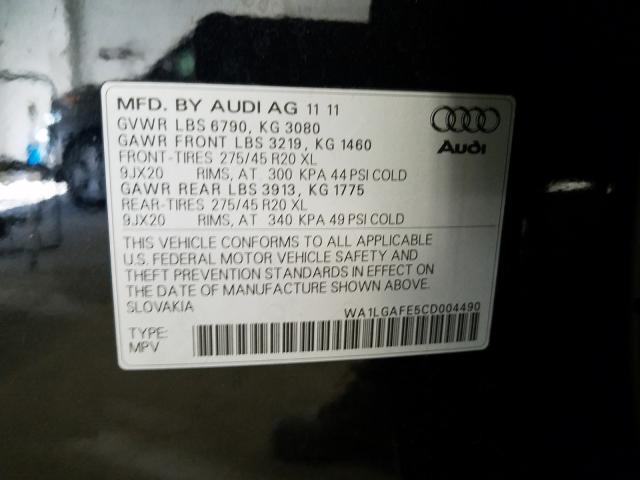 MFD. BY AUDI AG 11 11
GVWR LBS 6790, KG 3080
GAWR FRONT LBS 3219, KG 1460
FRONT-TIRES 275/45 R20 XL
9JX20 RIMS, AT 300 KPA 44 PSI COLD
GAWR REAR LBS 3913, KG 1775
REAR-TIRES 275/45 R20 XL
9JX20 RIMS, AT 340 KPA 49 PSI COLD
Audi
THIS VEHICLE CONFORMS TO ALL APPLICABLE
U.S. FEDERAL MOTOR VEHICLE SAFETY AND
THEFT PREVENTION STANDARDS IN EFFECT ON
THE DATE OF MANUFACTURE SHOWN ABOVE.
SLOVAKIA
WA1LGAFE5CD004490
TYPE:
MPV